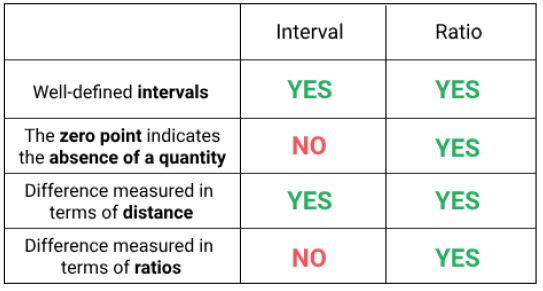 Interval Ratio
Well-defined intervals YES YES
The zero point indicates
the absence of a quantity NO YES
Difference measured in
terms of distance YES YES
Difference measured in
terms of ratios NO YES